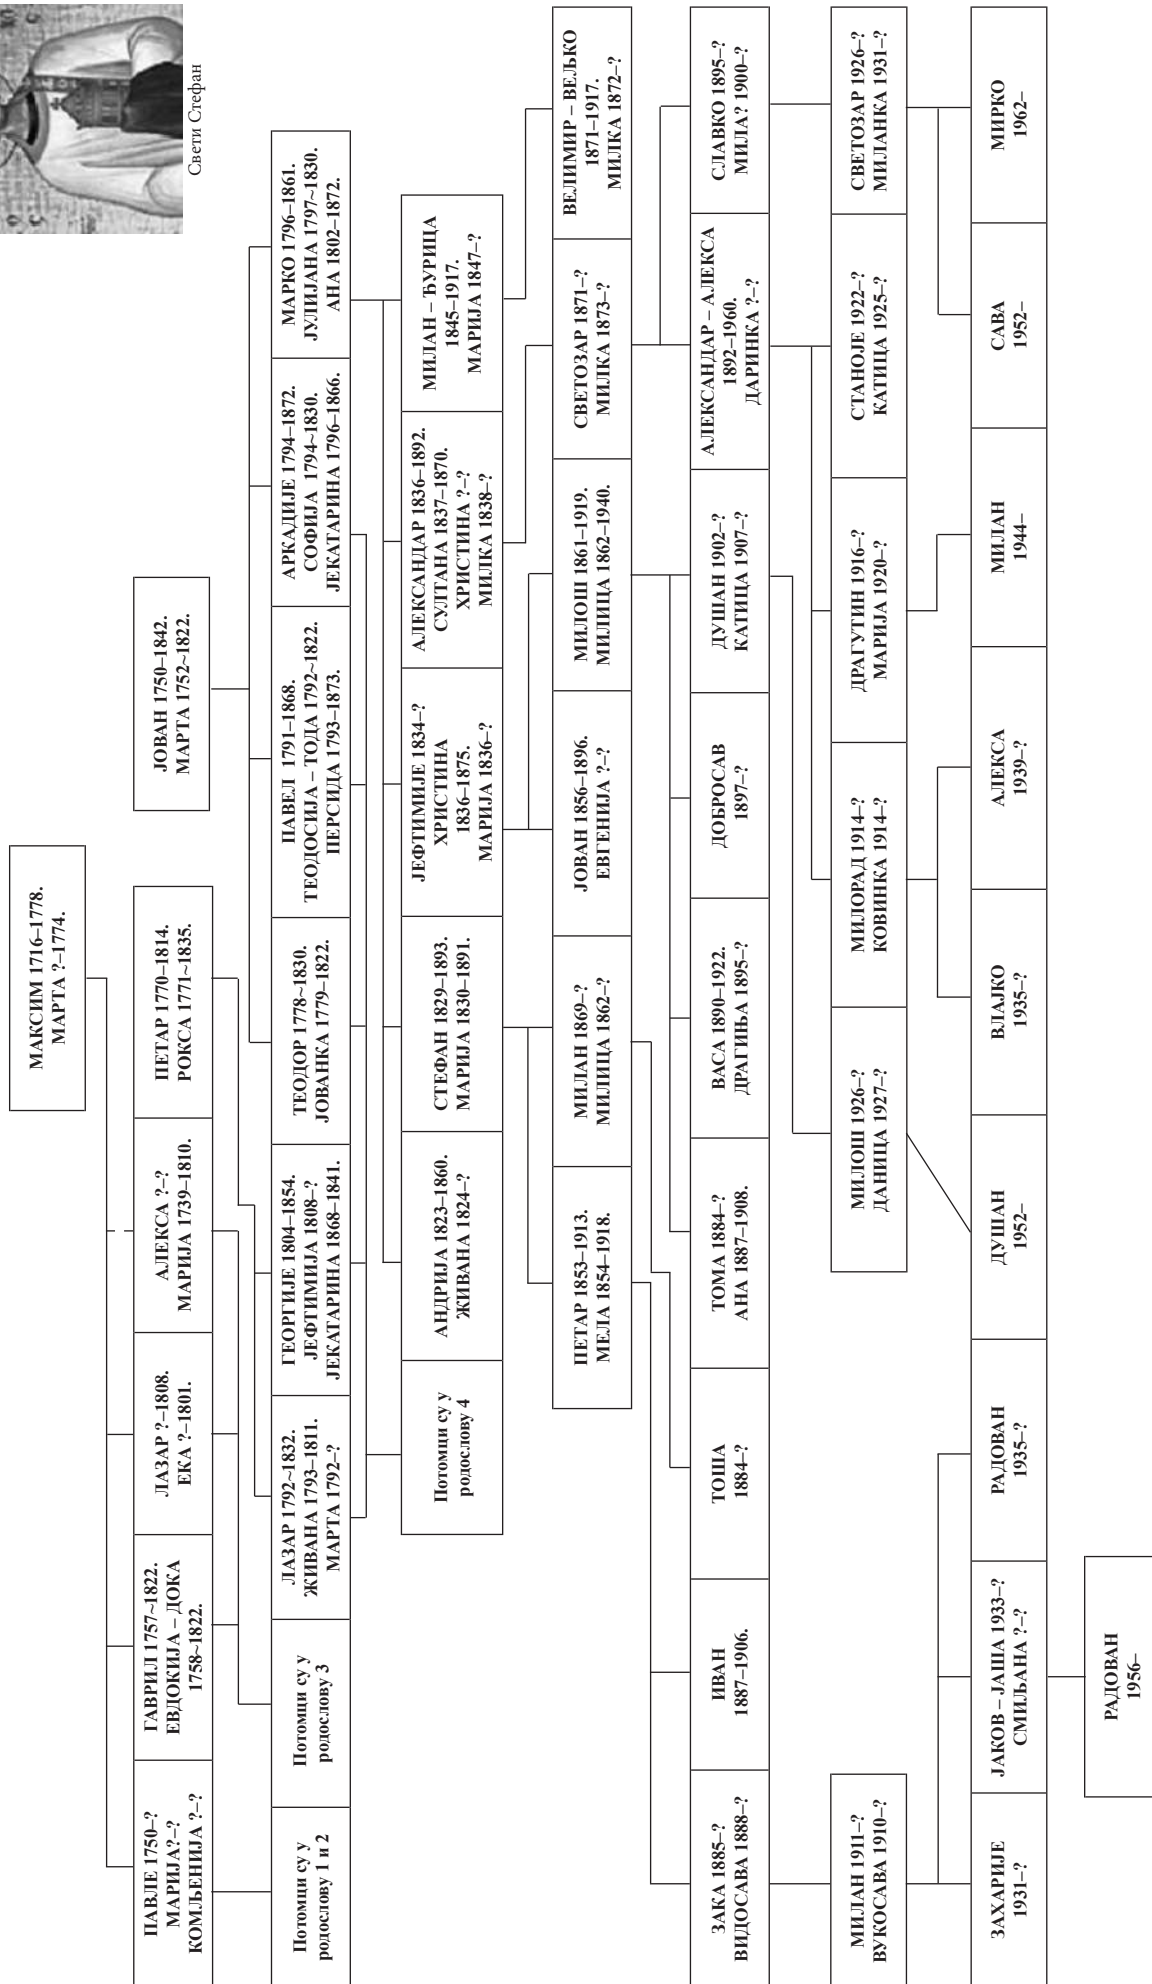 Свети Стефан
МАКСИМ 1716–1778.
МАРТА ?–1774.
ПАВЛЕ 1750–?
МАРИЈА?–?
КОМЉЕНИЈА ?–?
ГАВРИЛ 1757~1822.
ЕВДОКИЈА – ДОКА
1758~1822.
ЛАЗАР ?–1808.
ЕКА ?–1801.
АЛЕКСА ?–?
МАРИЈА 1739–1810.
ПЕТАР 1770–1814.
РОКСА 1771~1835.
ЈОВАН 1750–1842.
МАРТА 1752~1822.
Потомци су у
родослову 1 и 2
Потомци су у
родослову 3
ЛАЗАР 1792~1832.
ЖИВАНА 1793–1811.
МАРТА 1792–?
ГЕОРГИЈЕ 1804–1854.
ЈЕФТИМИЈА 1808–?
ЈЕКАТАРИНА 1868–1841.
ТЕОДОР 1778~1830.
ЈОВАНКА 1779–1822.
ПАВЕЛ 1791–1868.
ТЕОДОСИЈА – ТОДА 1792~1822.
ПЕРСИДА 1793–1873.
АРКАДИЈЕ 1794–1872.
СОФИЈА 1794~1830.
ЈЕКАТАРИНА 1796–1866.
МАРКО 1796–1861.
ЈУЛИЈАНА 1797~1830.
АНА 1802–1872.
Потомци су у
родослову 4
АНДРИЈА 1823–1860.
ЖИВАНА 1824–?
СТЕФАН 1829–1893.
МАРИЈА 1830–1891.
ЈЕФТИМИЈЕ 1834–?
ХРИСТИНА
1836–1875.
МАРИЈА 1836–?
АЛЕКСАНДАР 1836–1892.
СУЛТАНА 1837–1870.
ХРИСТИНА ?–?
МИЛКА 1838–?
МИЛАН – ЂУРИЦА
1845–1917.
МАРИЈА 1847–?
ПЕТАР 1853–1913.
МЕЛА 1854–1918.
МИЛАН 1869–?
МИЛИЦА 1862–?
ЈОВАН 1856–1896.
ЕВГЕНИЈА ?–?
МИЛОШ 1861–1919.
МИЛИЦА 1862–1940.
СВЕТОЗАР 1871–?
МИЛКА 1873–?
ВЕЛИМИР – ВЕЉКО
1871–1917.
МИЛКА 1872–?
ЗАКА 1885–?
ВИДОСАВА 1888–?
ИВАН
1887–1906.
ТОША
1884–?
ТОМА 1884–?
АНА 1887–1908.
ВАСА 1890–1922.
ДРАГИЊА 1895–?
ДОБРОСАВ
1897–?
ДУШАН 1902–?
КАТИЦА 1907–?
АЛЕКСАНДАР – АЛЕКСА
1892–1960.
ДАРИНКА ?–?
СЛАВКО 1895–?
МИЛА? 1900–?
МИЛАН 1911–?
ВУКОСАВА 1910–?
МИЛОШ 1926–?
ДАНИЦА 1927–?
МИЛОРАД 1914–?
КОВИНКА 1914–?
ДРАГУТИН 1916–?
МАРИЈА 1920–?
СТАНОЈЕ 1922–?
КАТИЦА 1925–?
СВЕТОЗАР 1926–?
МИЛАНКА 1931–?
ЗАХАРИЈЕ
1931–?
ЈАКОВ – ЈАША 1933–?
СМИЉАНА ?–?
РАДОВАН
1935–?
ДУШАН
1952–
ВЛАЈКО
1935–?
АЛЕКСА
1939–?
МИЛАН
1944–
САВА
1952–
МИРКО
1962–
РАДОВАН
1956–